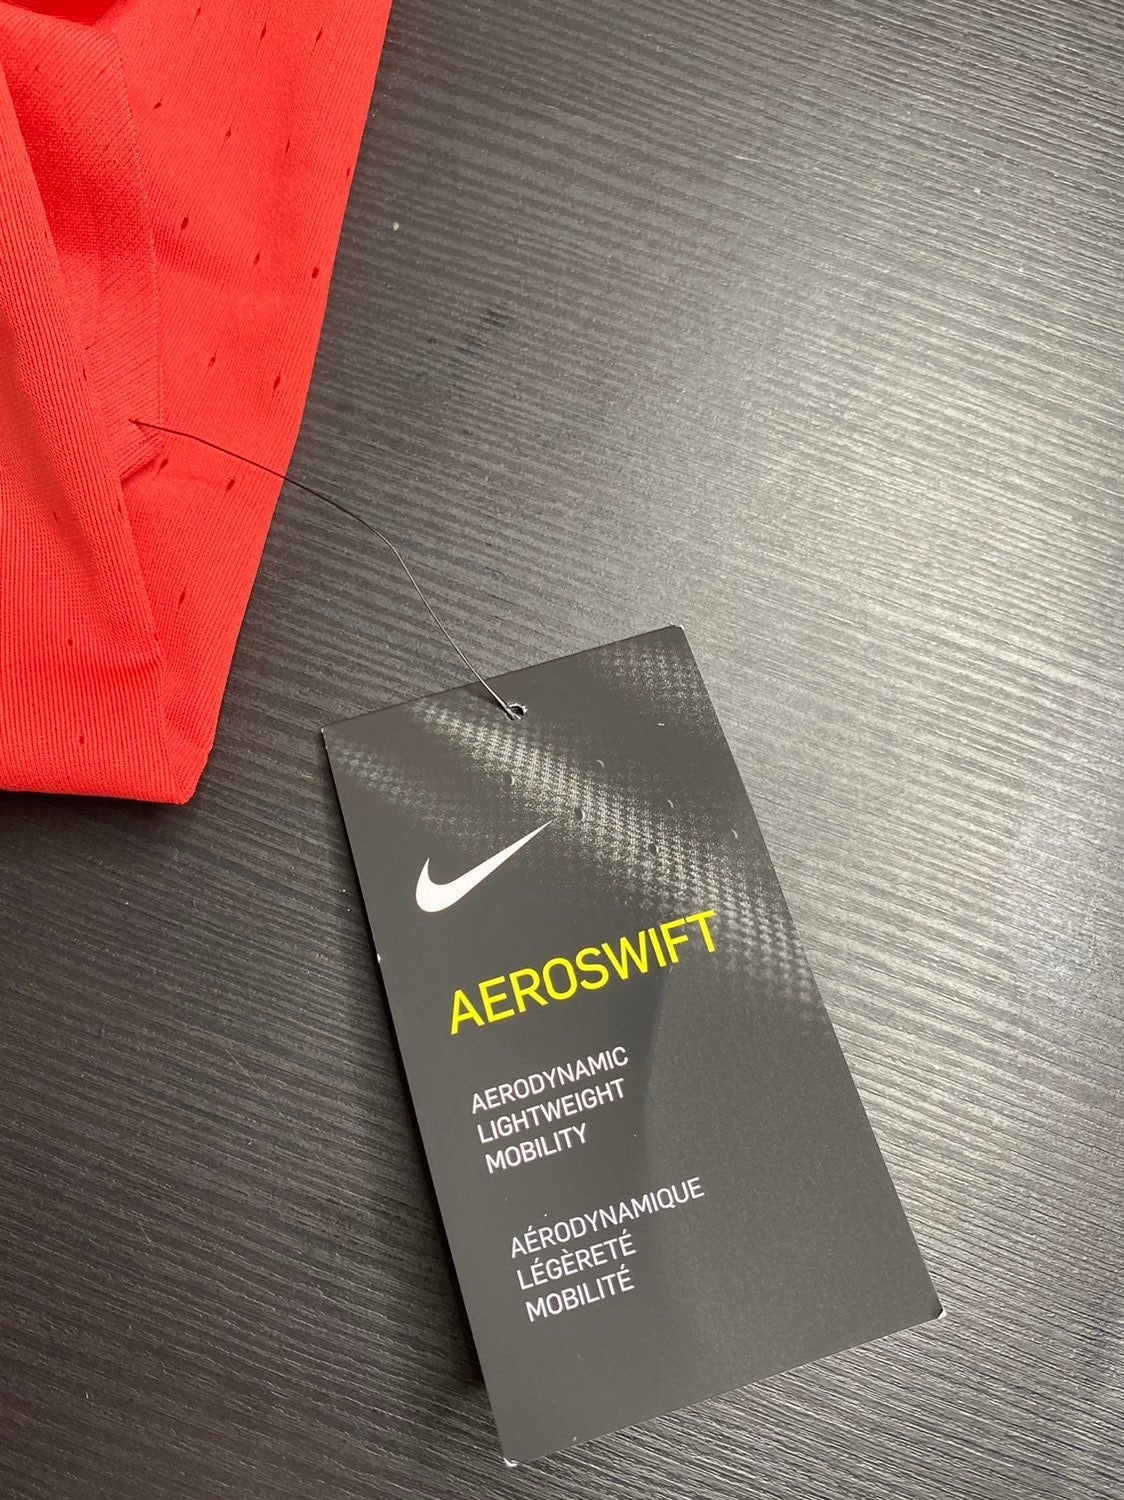 AEROSWIFT
AERODYNAMIC
LIGHTWEIGHT
MOBILITY
AÉRODYNAMIQUE
LÉGÈRETÉ
MOBILITÉ